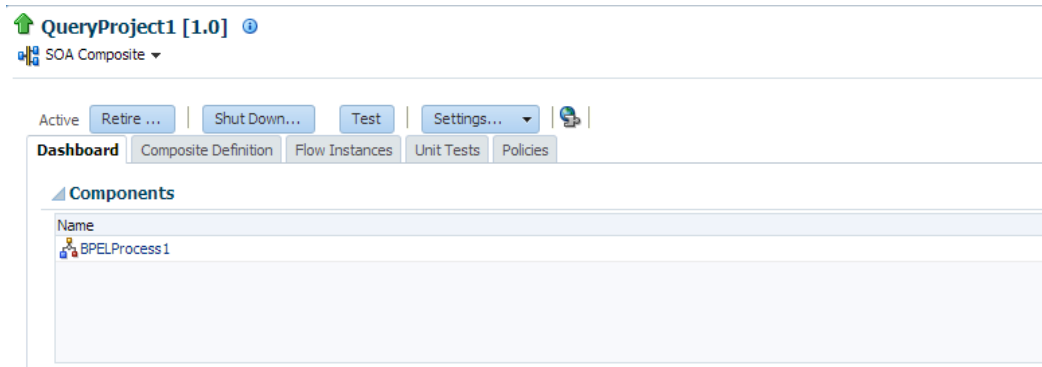 QueryProject1 [1.0]
SOA Composite
Active Retire ... Shut Down... Test Settings...
Dashboard Composite Definition Flow Instances Unit Tests Policies
Components
Name
BPELProcess1